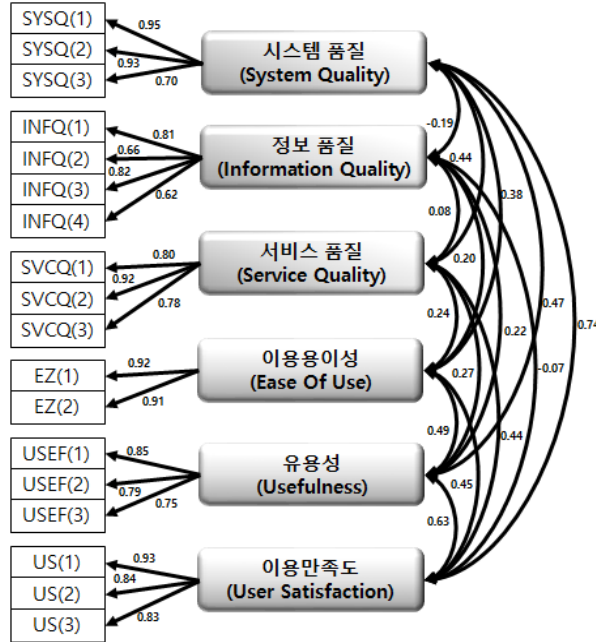 SYSQ(1)
SYSQ(2)
SYSQ(3)
0.95
0.93
0.70
시스템 품질
(System Quality)
INFQ(1)
INFQ(2)
INFQ(3)
INFQ(4)
0.81
0.66
0.82
0.62
정보 품질
(Information Quality)
SVCQ(1)
SVCQ(2)
SVCQ(3)
0.80
0.92
0.78
서비스 품질
(Service Quality)
EZ(1)
EZ(2)
0.92
0.91
이용용이성
(Ease Of Use)
USEF(1)
USEF(2)
USEF(3)
0.85
0.79
0.75
유용성
(Usefulness)
US(1)
US(2)
US(3)
0.93
0.84
0.83
이용만족도
(User Satisfaction)
-0.19
0.44
0.38
0.08
0.20
0.47
0.74
0.24
0.22
-0.07
0.27
0.49
0.44
0.45
0.63